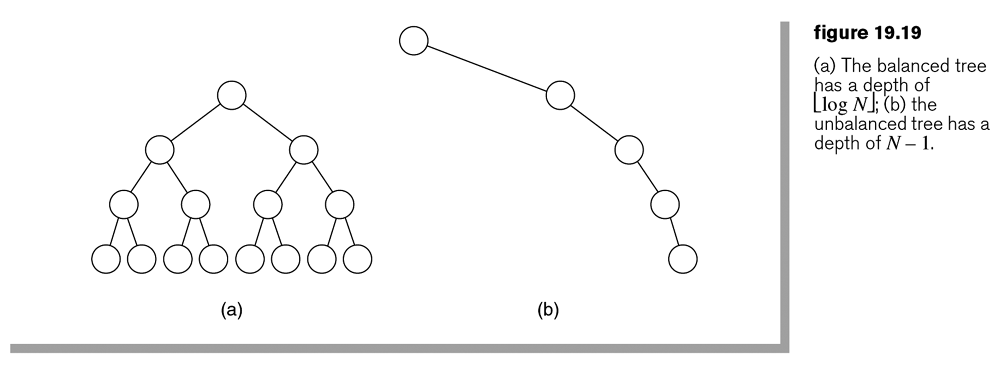 figure 19.19
(a) The balanced tree
has a depth of
⌊log N⌋; (b) the
unbalanced tree has a
depth of N – 1.
(a)
(b)